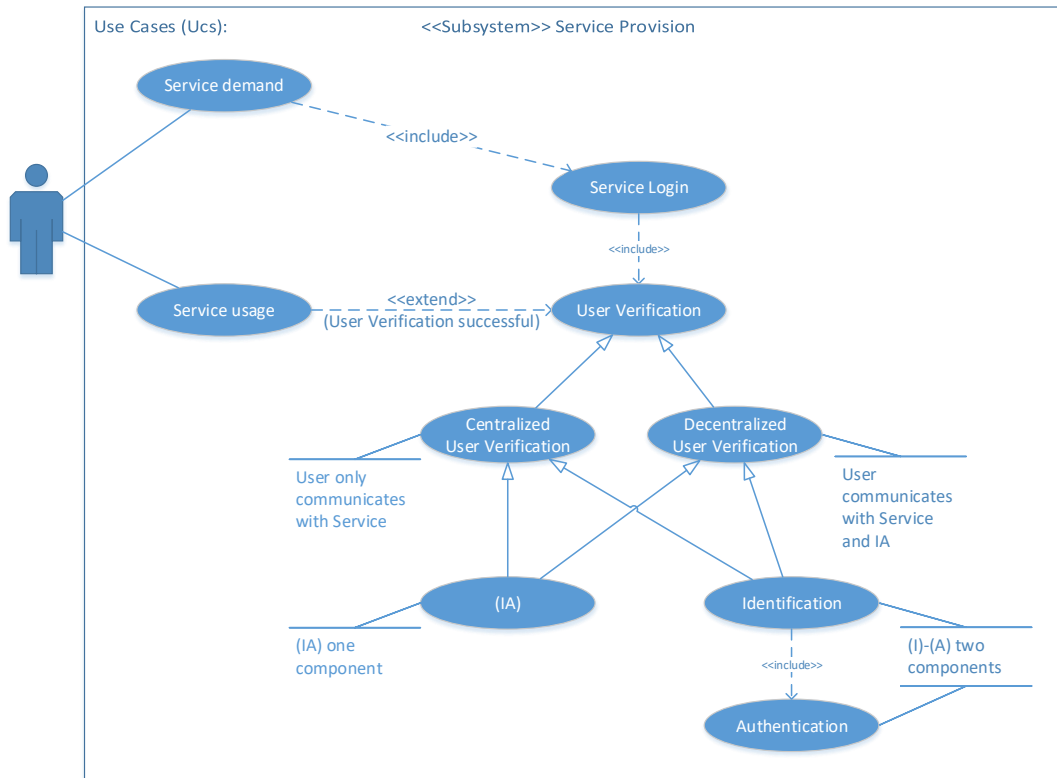 Use Cases (Ucs):
<<Subsystem>> Service Provision
Service demand
<<include>>
Service Login
<<include>>
Service usage
<<extend>>
(User Verification successful)
User Verification
Centralized
User Verification
Decentralized
User Verification
User only
communicates
with Service
User
communicates
with Service
and IA
(IA)
Identification
(IA) one
component
<<include>>
(I)-(A) two
components
Authentication